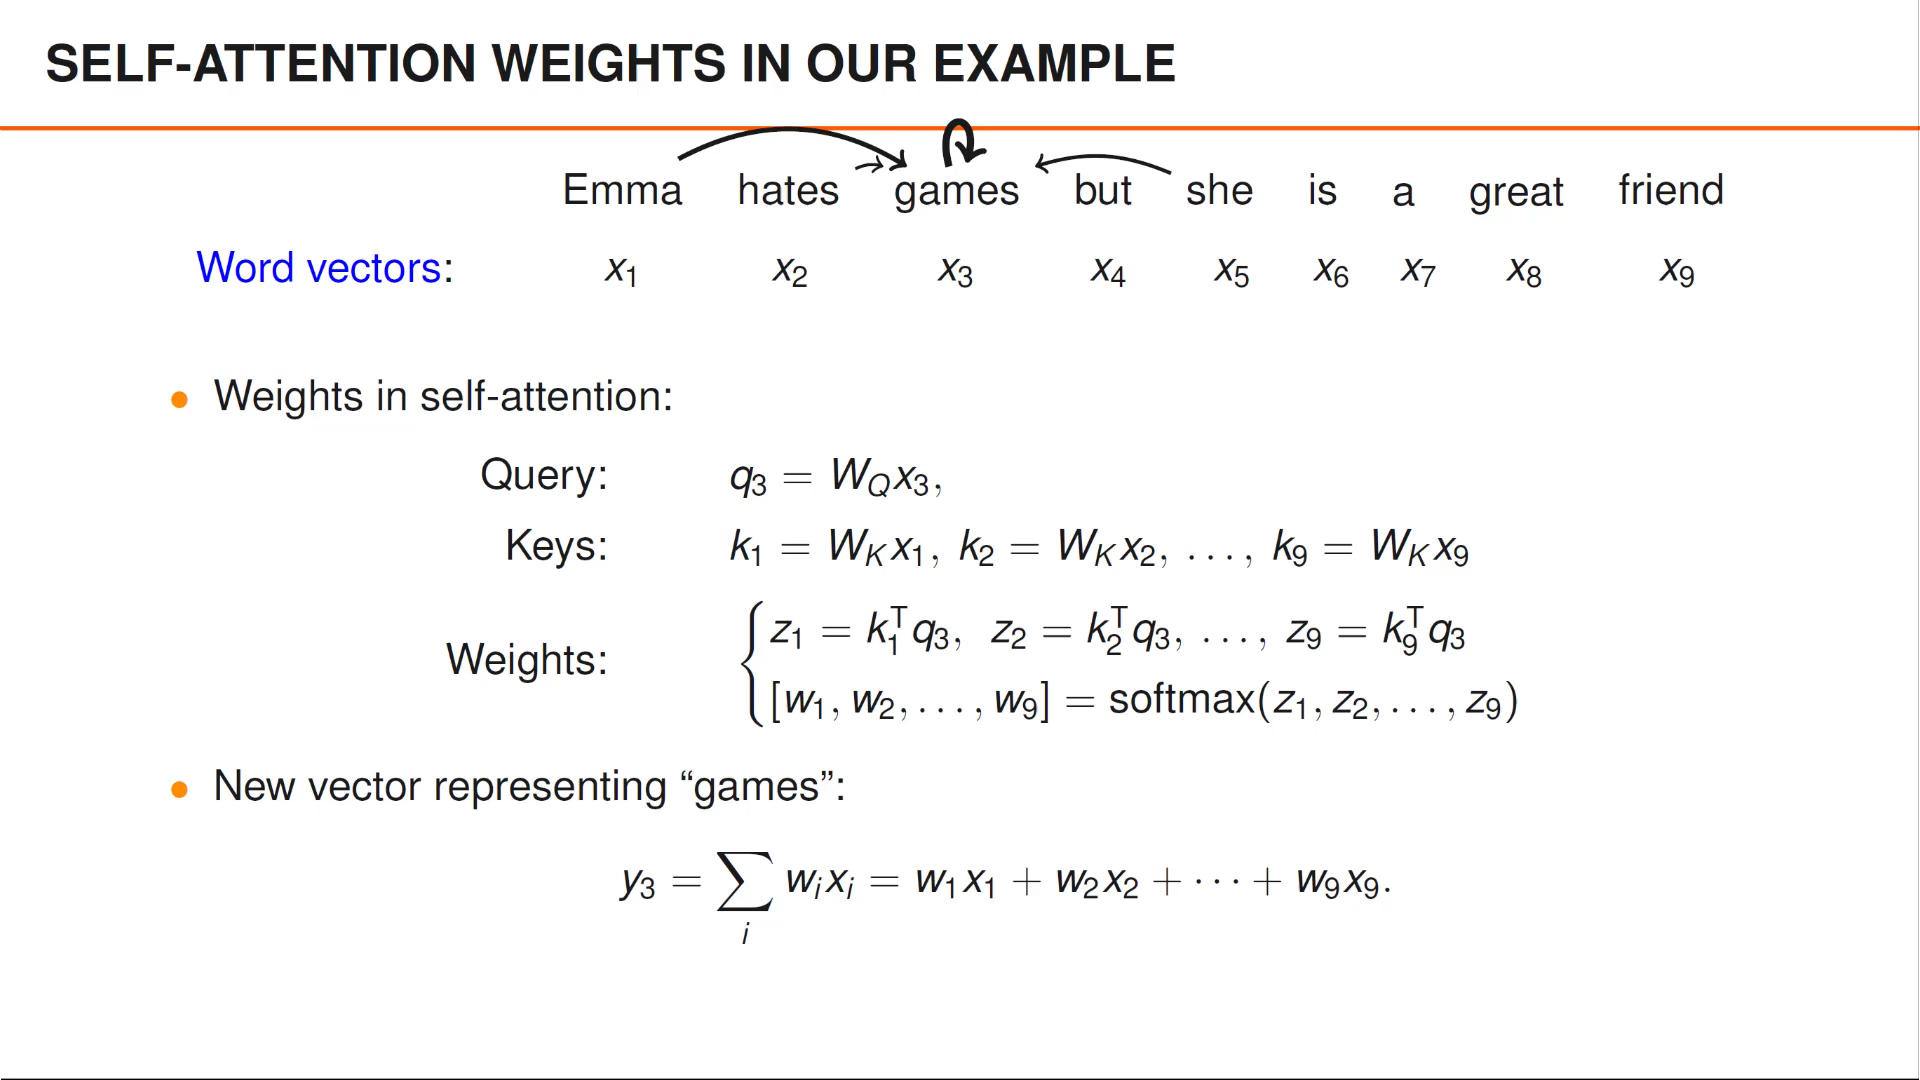 SELF-ATTENTION WEIGHTS IN OUR EXAMPLE
Emma hates games but she is a great friend
Word vectors: x₁ x₂ x₃ x₄ x₅ x₆ x₇ x₈ x₉
• Weights in self-attention:
Query: q₃ = W_Q x₃,
Keys: k₁ = W_K x₁, k₂ = W_K x₂, ..., k₉ = W_K x₉
Weights: { z₁ = k₁ᵀq₃, z₂ = k₂ᵀq₃, ..., z₉ = k₉ᵀq₃
[w₁, w₂, ..., w₉] = softmax(z₁, z₂, ..., z₉)
• New vector representing “games”:
y₃ = ∑_i w_i x_i = w₁x₁ + w₂x₂ + ··· + w₉x₉.